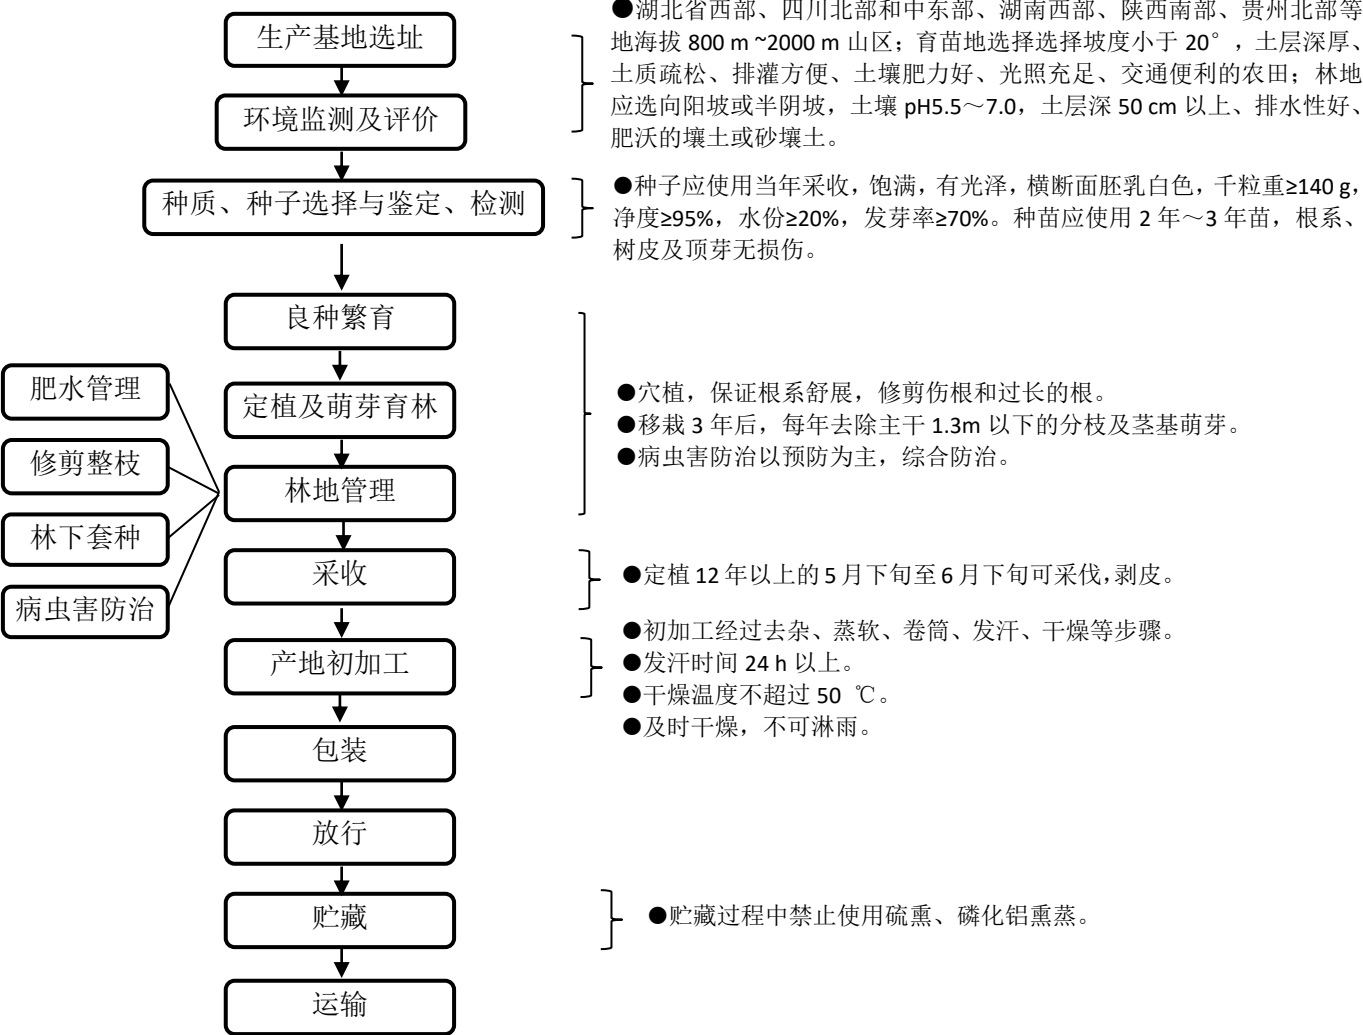 生产基地选址
环境监测及评价
●湖北省西部、四川北部和中东部、湖南西部、陕西南部、贵州北部等
地海拔 800 m ~2000 m 山区；育苗地选择选择坡度小于 20°，土层深厚、
土质疏松、排灌方便、土壤肥力好、光照充足、交通便利的农田；林地
应选向阳坡或半阴坡，土壤 pH5.5～7.0，土层深 50 cm 以上、排水性好、
肥沃的壤土或砂壤土。
种质、种子选择与鉴定、检测
●种子应使用当年采收，饱满，有光泽，横断面胚乳白色，千粒重≥140 g，
净度≥95%，水份≥20%，发芽率≥70%。种苗应使用 2 年～3 年苗，根系、
树皮及顶芽无损伤。
良种繁育
定植及萌芽育林
林地管理
肥水管理
修剪整枝
林下套种
病虫害防治
●穴植，保证根系舒展，修剪伤根和过长的根。
●移栽 3 年后，每年去除主干 1.3m 以下的分枝及茎基萌芽。
●病虫害防治以预防为主，综合防治。
采收
●定植 12 年以上的 5 月下旬至 6 月下旬可采伐，剥皮。
产地初加工
●初加工经过去杂、蒸软、卷筒、发汗、干燥等步骤。
●发汗时间 24 h 以上。
●干燥温度不超过 50 ℃。
●及时干燥，不可淋雨。
包装
放行
贮藏
●贮藏过程中禁止使用硫熏、磷化铝熏蒸。
运输